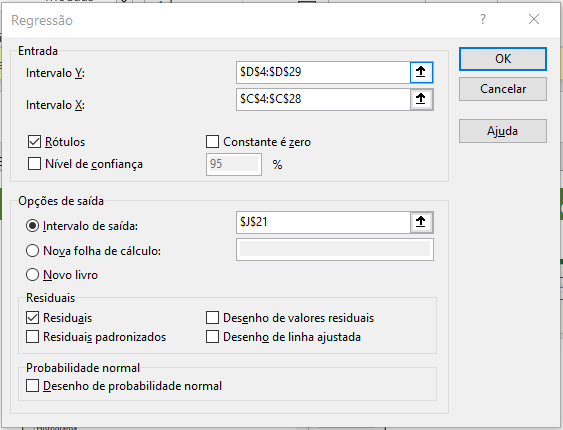 Regressão
? ×
Entrada
Intervalo Y: $D$4:$D$29
Intervalo X: $C$4:$C$28
Rótulos Constante é zero
Nível de confiança 95 %
OK
Cancelar
Ajuda
Opções de saída
Intervalo de saída: $J$21
Nova folha de cálculo:
Novo livro
Residuais
Residuais Desenho de valores residuais
Residuais padronizados Desenho de linha ajustada
Probabilidade normal
Desenho de probabilidade normal
Histograma